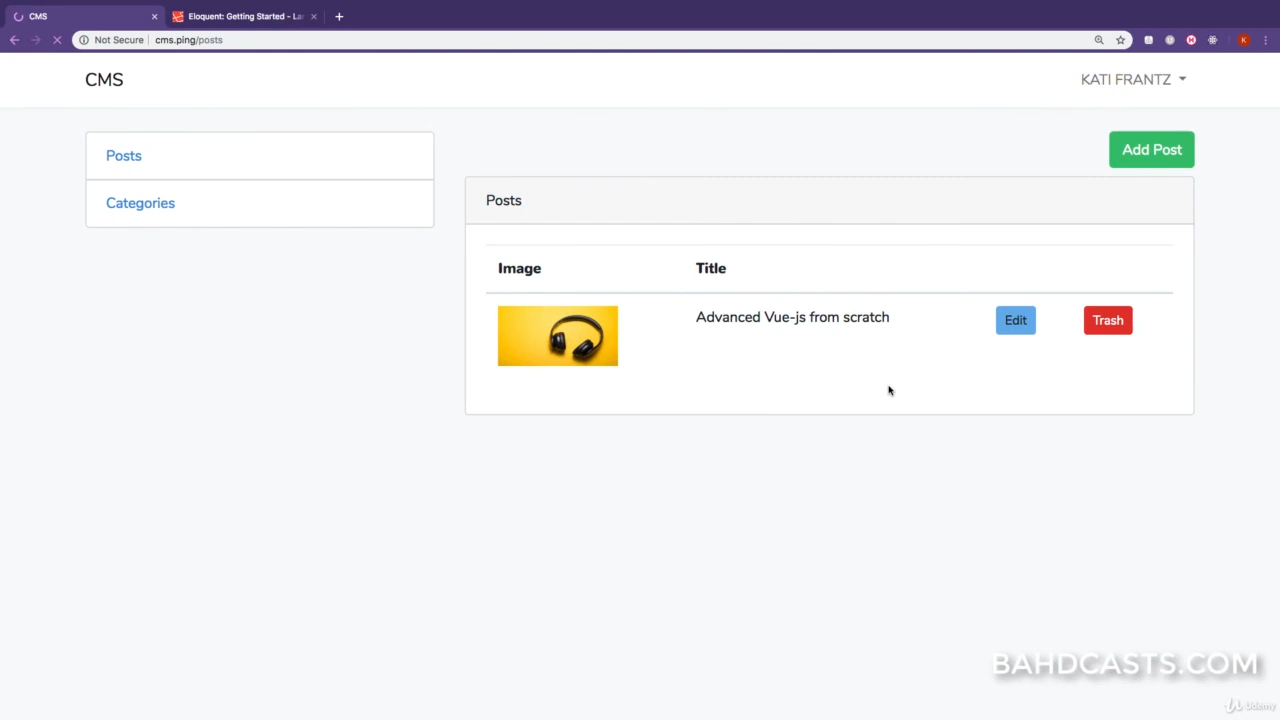 CMS
Eloquent: Getting Started - La
Not Secure
cms.ping/posts
K
CMS
KATI FRANTZ
Posts
Categories
Add Post
Posts
Image
Title
Advanced Vue-js from scratch
Edit
Trash
BAHDCASTS.COM
Udemy